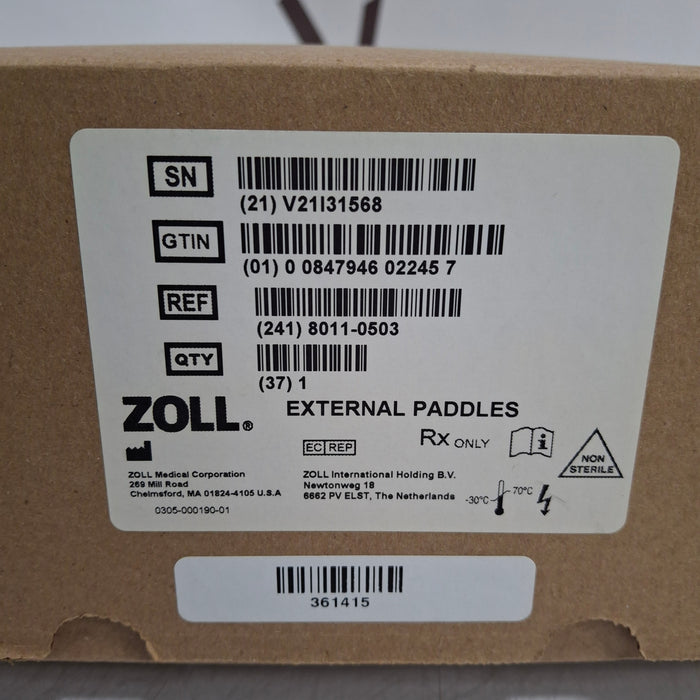 SN
(21) V21I31568
GTIN
(01) 0 0847946 02245 7
REF
(241) 8011-0503
QTY
(37) 1
ZOLL®
EXTERNAL PADDLES
EC REP
Rx ONLY
i
NON
STERILE
ZOLL Medical Corporation
269 Mill Road
Chelmsford, MA 01824-4105 U.S.A
0305-000190-01
ZOLL International Holding B.V.
Newtonweg 18
6662 PV ELST, The Netherlands
-30°C
70°C
361415